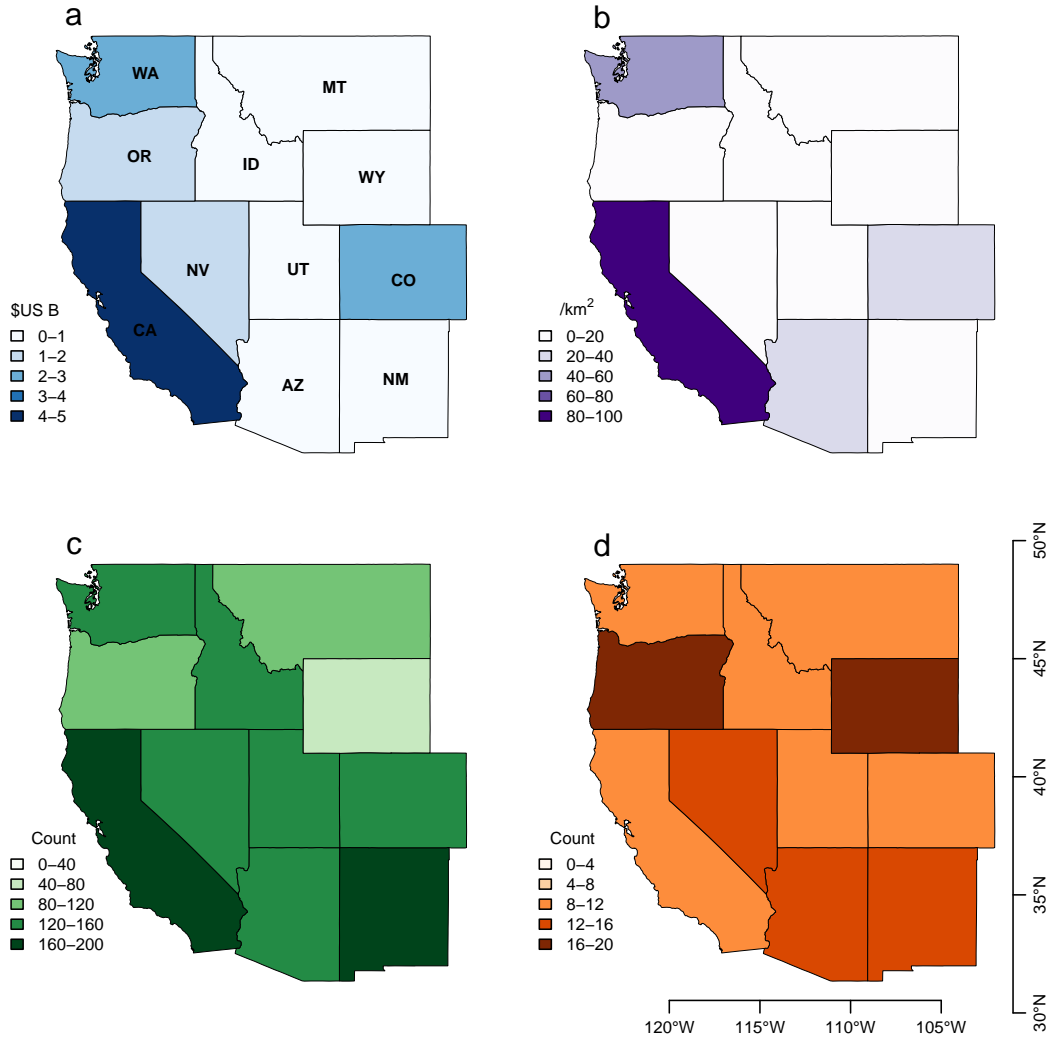 a
WA
MT
OR
ID
WY
NV
UT
CO
CA
AZ
NM
$US B
0–1
1–2
2–3
3–4
4–5
b
/km²
0–20
20–40
40–60
60–80
80–100
c
Count
0–40
40–80
80–120
120–160
160–200
d
Count
0–4
4–8
8–12
12–16
16–20
50°N
45°N
40°N
35°N
30°N
120°W 115°W 110°W 105°W